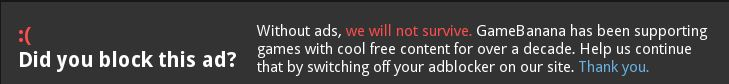 :(
Did you block this ad?
Without ads, we will not survive. GameBanana has been supporting
games with cool free content for over a decade. Help us continue
that by switching off your adblocker on our site. Thank you.